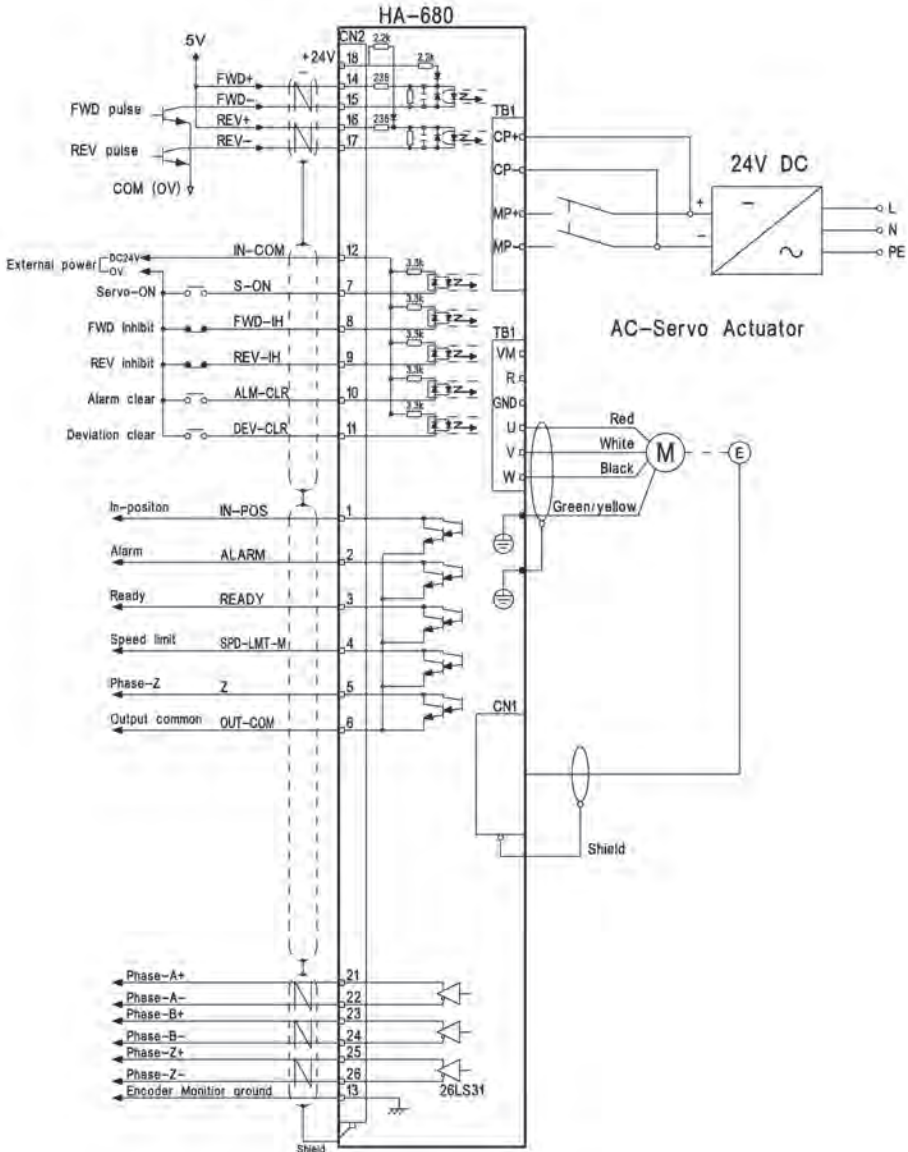 HA-680
CN2
2.2k
5V
+24V
18
2.2k
FWD+
14
235
FWD-
15
FWD pulse
REV+
16
235
REV-
17
REV pulse
COM (0V)
TB1
CP+
CP-
MP+
MP-
24V DC
+
-
L
N
PE
External power
DC24V
0V
IN-COM
12
Servo-ON
S-ON
7
3.3k
FWD Inhibit
FWD-IH
8
3.3k
REV inhibit
REV-IH
9
3.3k
Alarm clear
ALM-CLR
10
3.3k
Deviation clear
DEV-CLR
11
3.3k
AC-Servo Actuator
TB1
VM
R
GND
U
Red
V
White
W
Black
M
E
Green/yellow
In-positon
IN-POS
1
Alarm
ALARM
2
Ready
READY
3
Speed limit
SPD-LMT-M
4
Phase-Z
Z
5
Output common
OUT-COM
6
CN1
Shield
Phase-A+
21
Phase-A-
22
Phase-B+
23
Phase-B-
24
Phase-Z+
25
Phase-Z-
26
26LS31
Encoder Monitior ground
13
Shield